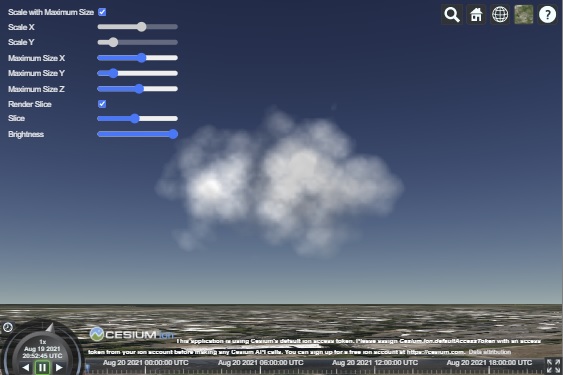 Scale with Maximum Size
Scale X
Scale Y
Maximum Size X
Maximum Size Y
Maximum Size Z
Render Slice
Slice
Brightness
?
CESIUM ion
This application is using Cesium's default ion access token. Please assign Cesium.Ion.defaultAccessToken with an access
token from your ion account before making any Cesium API calls. You can sign up for a free ion account at https://cesium.com. Data attribution
1x
Aug 19 2021
20:52:45 UTC
Aug 20 2021 00:00:00 UTC
Aug 20 2021 06:00:00 UTC
Aug 20 2021 12:00:00 UTC
Aug 20 2021 18:00:00 UTC